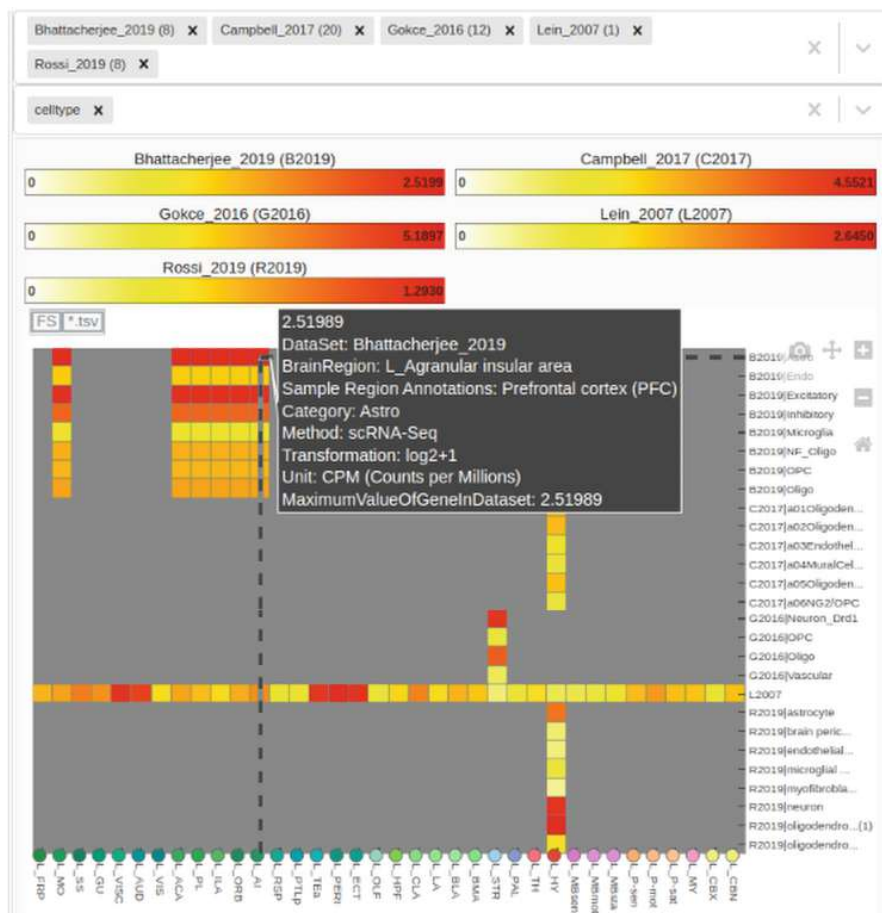 Bhattacherjee_2019 (8) × Campbell_2017 (20) × Gokce_2016 (12) × Lein_2007 (1) ×
Rossi_2019 (8) ×
celltype ×
Bhattacherjee_2019 (B2019)
0 2.5199
Campbell_2017 (C2017)
0 4.5521
Gokce_2016 (G2016)
0 5.1897
Lein_2007 (L2007)
0 2.6450
Rossi_2019 (R2019)
0 1.2930
FS *.tsv
2.51989
DataSet: Bhattacherjee_2019
BrainRegion: L_Agranular insular area
Sample Region Annotations: Prefrontal cortex (PFC)
Category: Astro
Method: scRNA-Seq
Transformation: log2+1
Unit: CPM (Counts per Millions)
MaximumValueOfGeneInDataset: 2.51989
B2019|Astro
B2019|Endo
B2019|Excitatory
B2019|Inhibitory
B2019|Microglia
B2019|NF_Oligo
B2019|OPC
B2019|Oligo
C2017|a01Oligoden...
C2017|a02Oligoden...
C2017|a03Endothel...
C2017|a04MuralCel...
C2017|a05Oligoden...
C2017|a06NG2/OPC
G2016|Neuron_Drd1
G2016|OPC
G2016|Oligo
G2016|Vascular
L2007
R2019|astrocyte
R2019|brain peric...
R2019|endothelial...
R2019|microglial ...
R2019|myofibrobla...
R2019|neuron
R2019|oligodendro...(1)
R2019|oligodendro...
L_FRP
L_MO
L_SS
L_GU
L_VISC
L_AUD
L_VIS
L_ACA
L_PL
L_ILA
L_ORB
L_AI
L_RSP
L_PTLp
L_TEa
L_PERI
L_ECT
L_OLF
L_HPF
L_CLA
L_LA
L_BLA
L_BMA
L_STR
L_PAL
L_TH
L_HY
L_MBsen
L_MBmot
L_MBsta
L_P-sen
L_P-mot
L_P-sat
L_MY
L_CBX
L_CBN